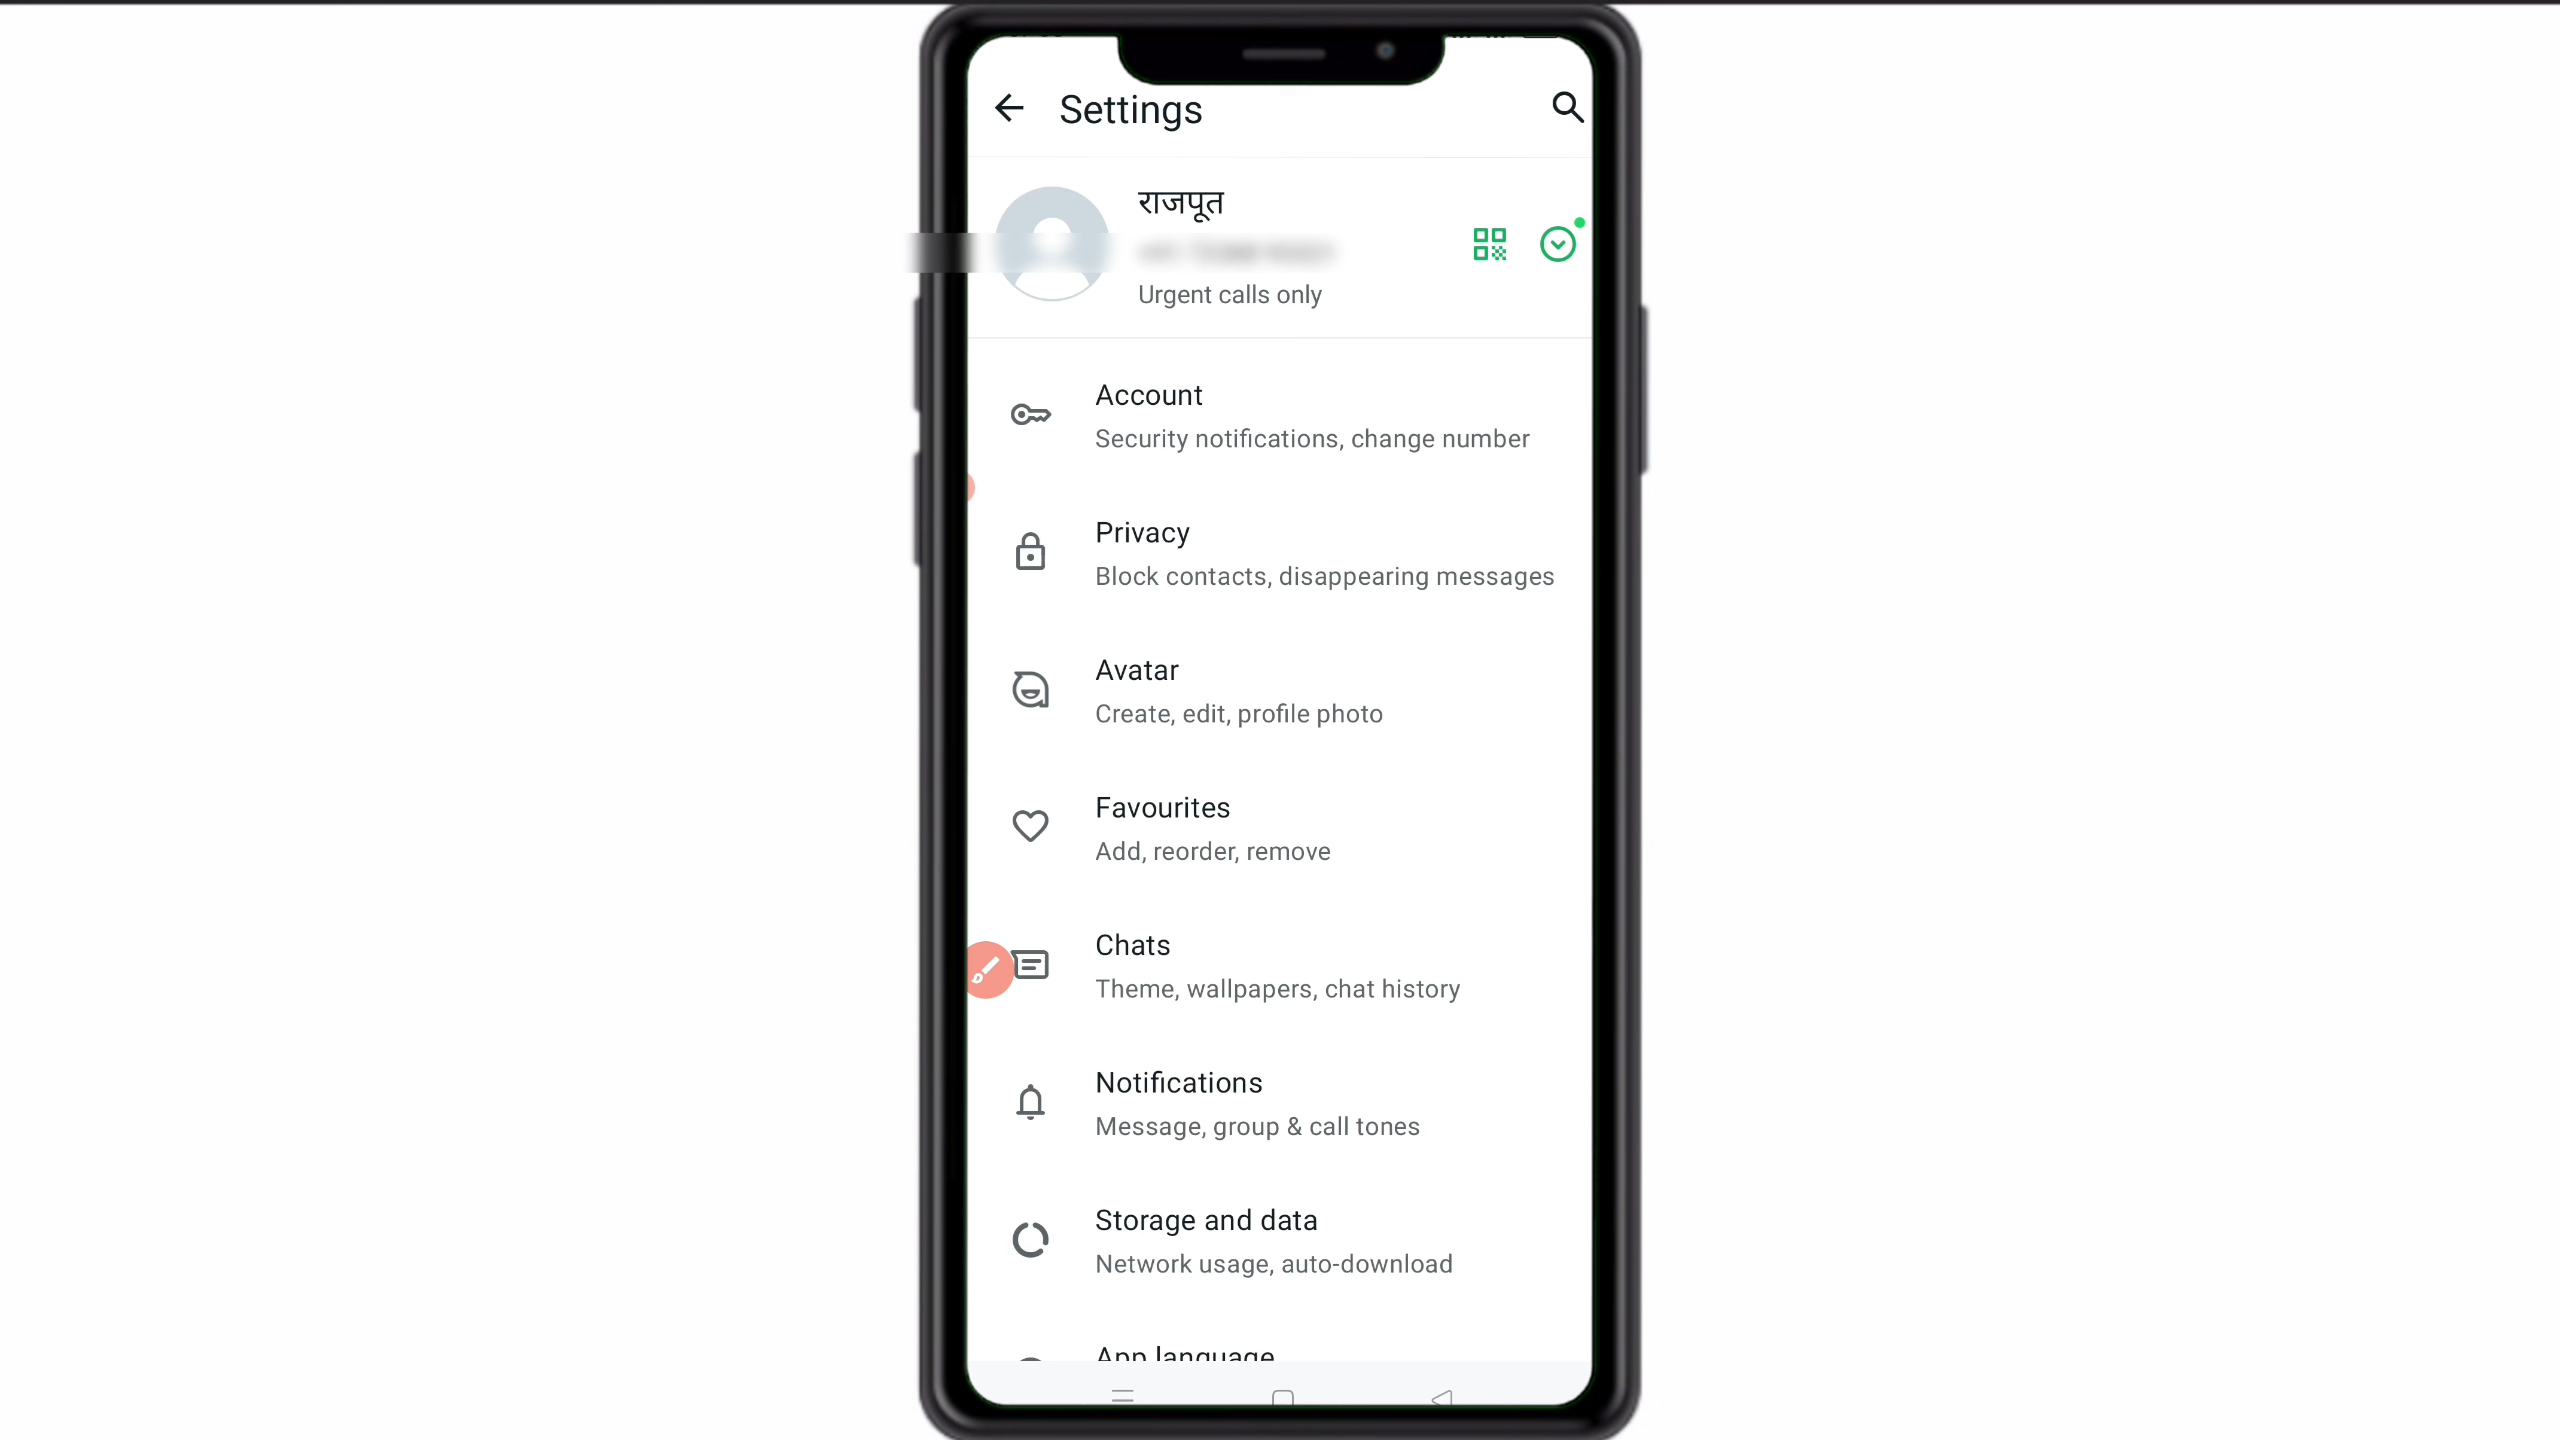 Settings
राजपूत
Urgent calls only
Account
Security notifications, change number
Privacy
Block contacts, disappearing messages
Avatar
Create, edit, profile photo
Favourites
Add, reorder, remove
Chats
Theme, wallpapers, chat history
Notifications
Message, group & call tones
Storage and data
Network usage, auto-download
App language